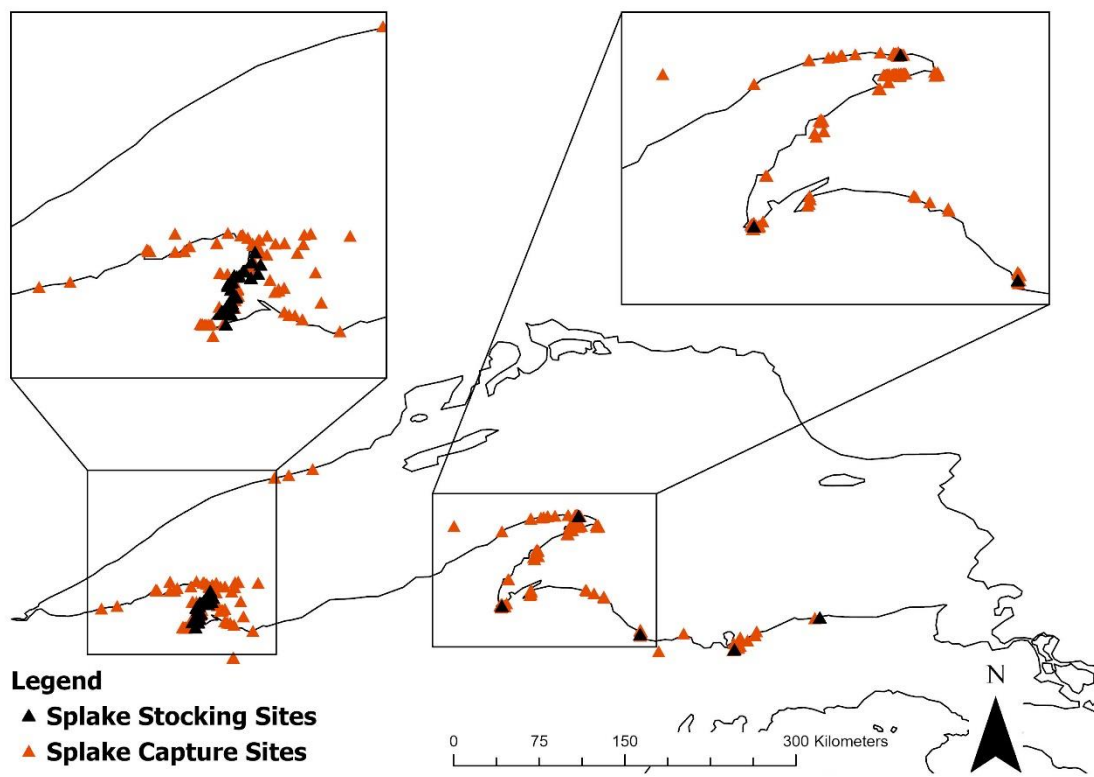 Legend
Splake Stocking Sites
Splake Capture Sites
0 75 150 300 Kilometers
N